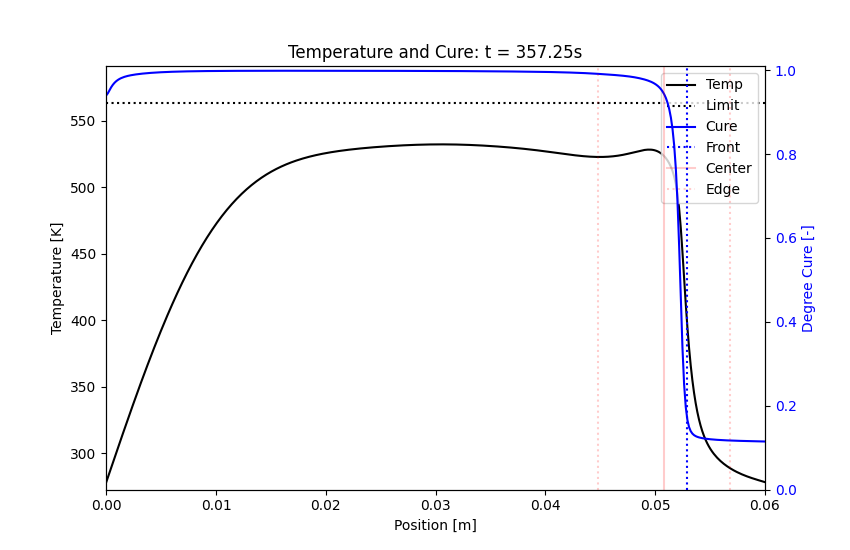 Temperature and Cure: t = 357.25s
Temperature [K]
550
500
450
400
350
300
Temp
Limit
Cure
Front
Center
Edge
1.0
0.8
0.6
0.4
0.2
0.0
Degree Cure [-]
0.00
0.01
0.02
0.03
0.04
0.05
0.06
Position [m]